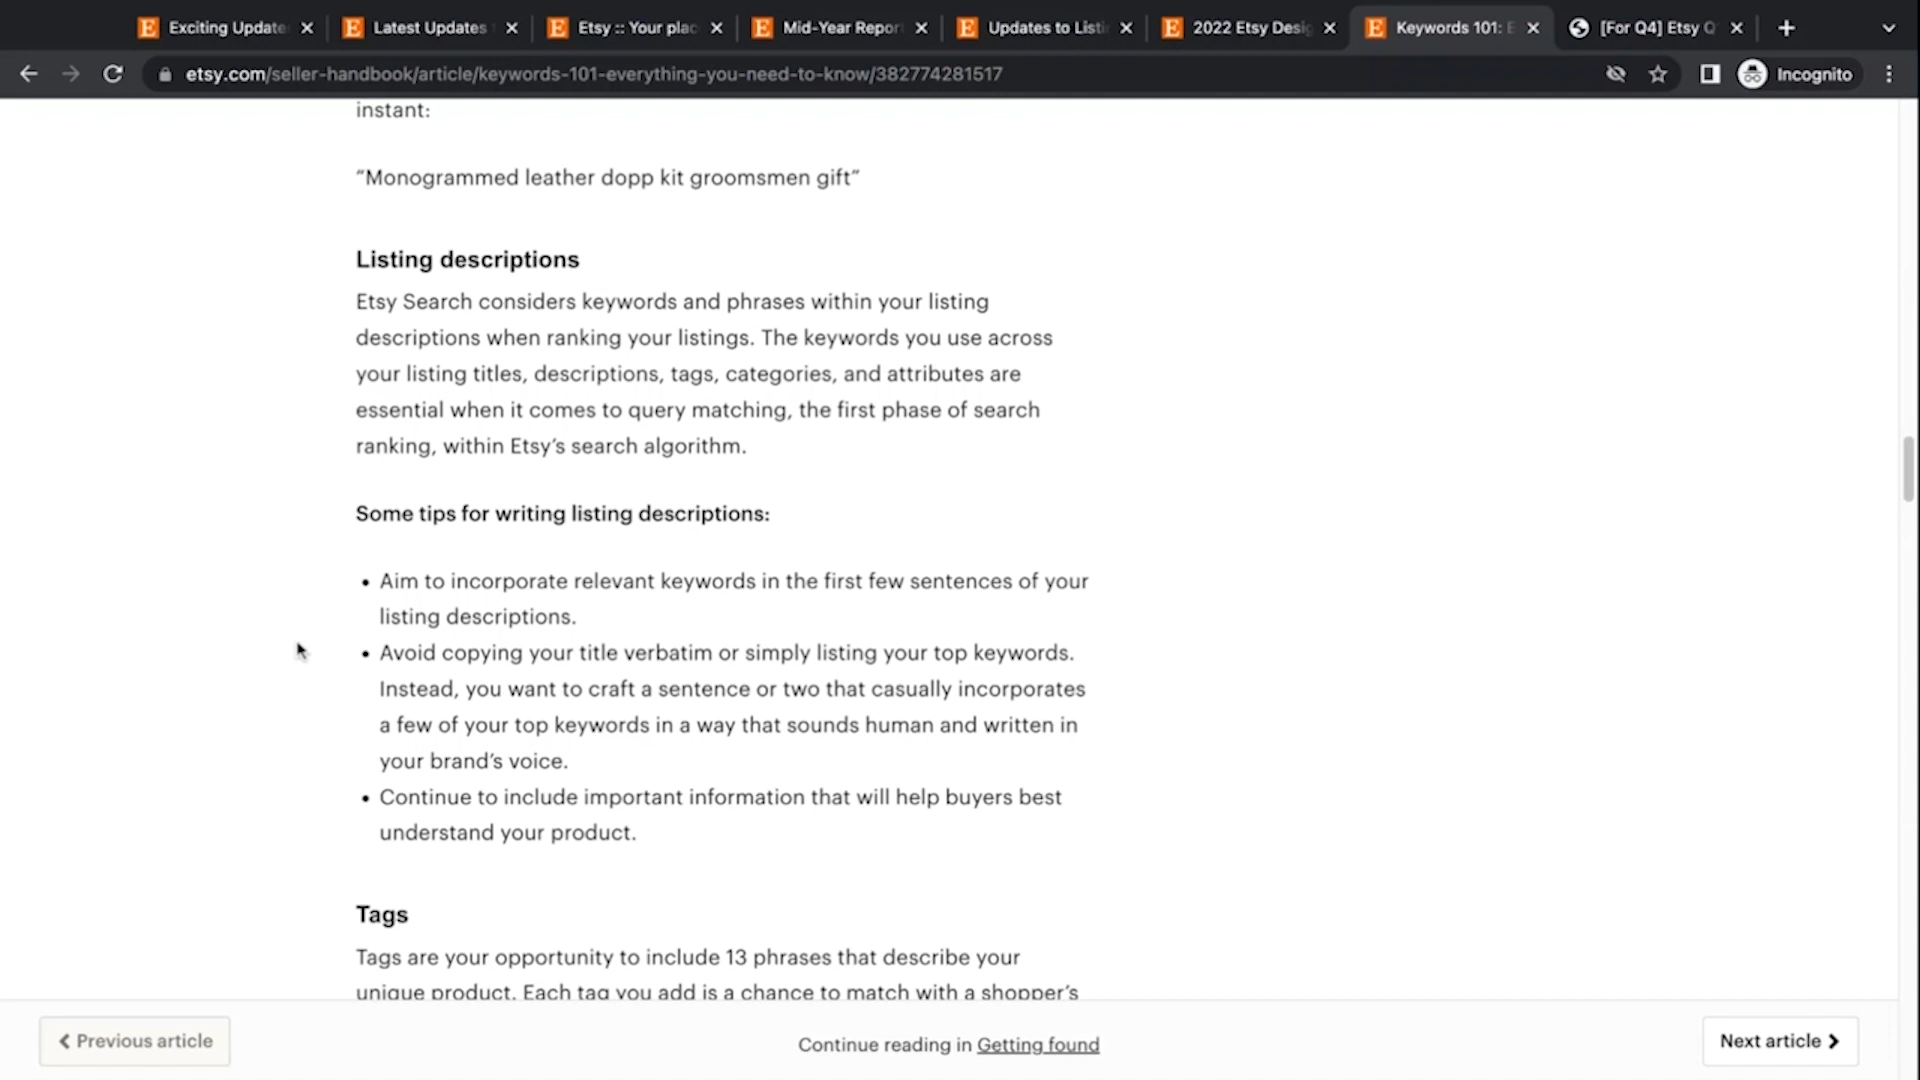 Exciting Update
Latest Updates
Etsy :: Your plac
Mid-Year Repor
Updates to Listi
2022 Etsy Desig
Keywords 101: E
[For Q4] Etsy Q
etsy.com/seller-handbook/article/keywords-101-everything-you-need-to-know/382774281517
Incognito
instant:
“Monogrammed leather dopp kit groomsmen gift”
Listing descriptions
Etsy Search considers keywords and phrases within your listing
descriptions when ranking your listings. The keywords you use across
your listing titles, descriptions, tags, categories, and attributes are
essential when it comes to query matching, the first phase of search
ranking, within Etsy’s search algorithm.
Some tips for writing listing descriptions:
• Aim to incorporate relevant keywords in the first few sentences of your
listing descriptions.
• Avoid copying your title verbatim or simply listing your top keywords.
Instead, you want to craft a sentence or two that casually incorporates
a few of your top keywords in a way that sounds human and written in
your brand’s voice.
• Continue to include important information that will help buyers best
understand your product.
Tags
Tags are your opportunity to include 13 phrases that describe your
unique product. Each tag you add is a chance to match with a shopper’s
Previous article
Continue reading in Getting found
Next article